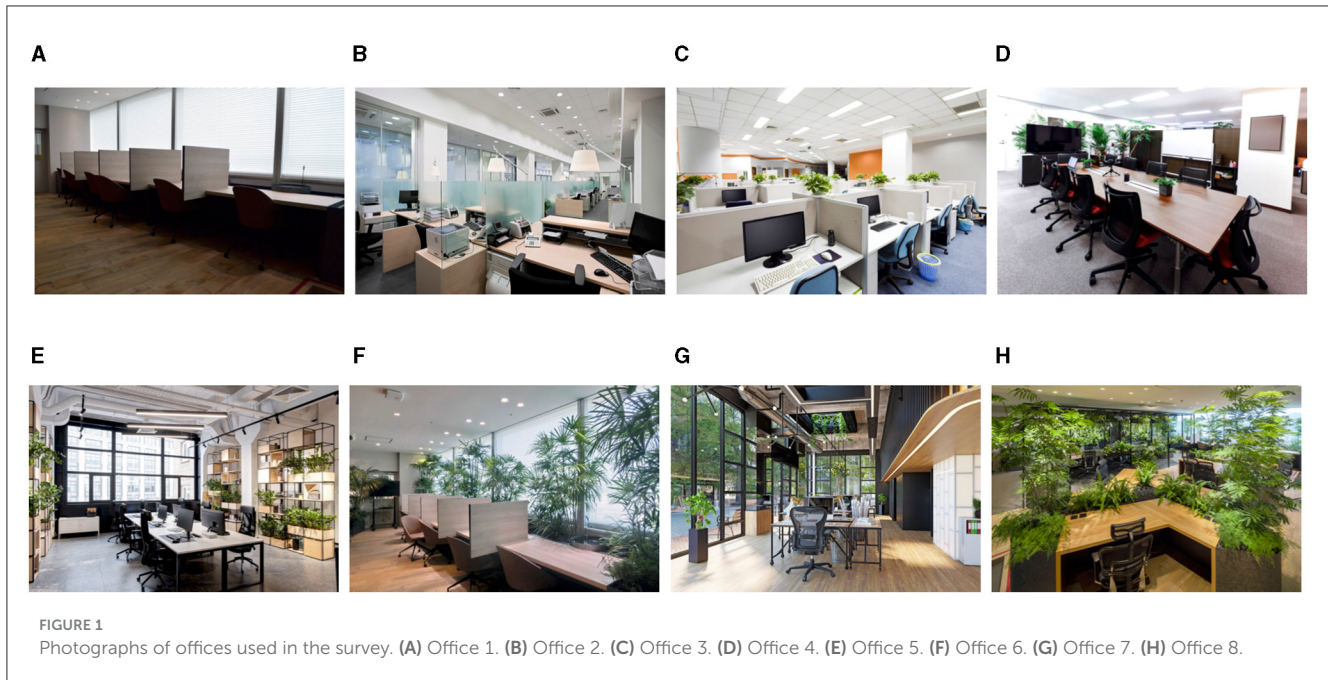 A B C D
E F G H
FIGURE 1
Photographs of offices used in the survey. (A) Office 1. (B) Office 2. (C) Office 3. (D) Office 4. (E) Office 5. (F) Office 6. (G) Office 7. (H) Office 8.